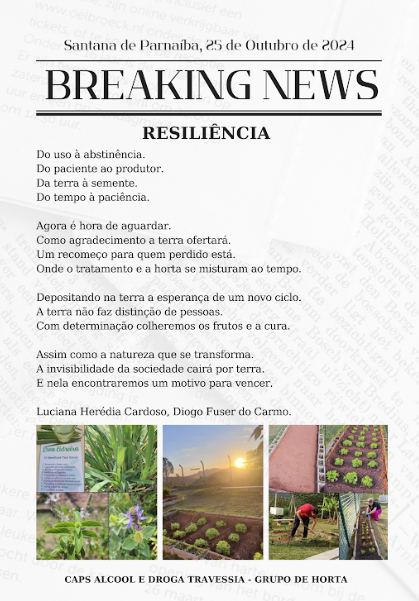 Santana de Parnaíba, 25 de Outubro de 2024
BREAKING NEWS
RESILIÊNCIA
Do uso à abstinência.
Do paciente ao produtor.
Da terra à semente.
Do tempo à paciência.
Agora é hora de aguardar.
Como agradecimento a terra ofertará.
Um recomeço para quem perdido está.
Onde o tratamento e a horta se misturam ao tempo.
Depositando na terra a esperança de um novo ciclo.
A terra não faz distinção de pessoas.
Com determinação colheremos os frutos e a cura.
Assim como a natureza que se transforma.
A invisibilidade da sociedade cairá por terra.
E nela encontraremos um motivo para vencer.
Luciana Herédia Cardoso, Diogo Fuser do Carmo.
CAPS ALCOOL E DROGA TRAVESSIA - GRUPO DE HORTA